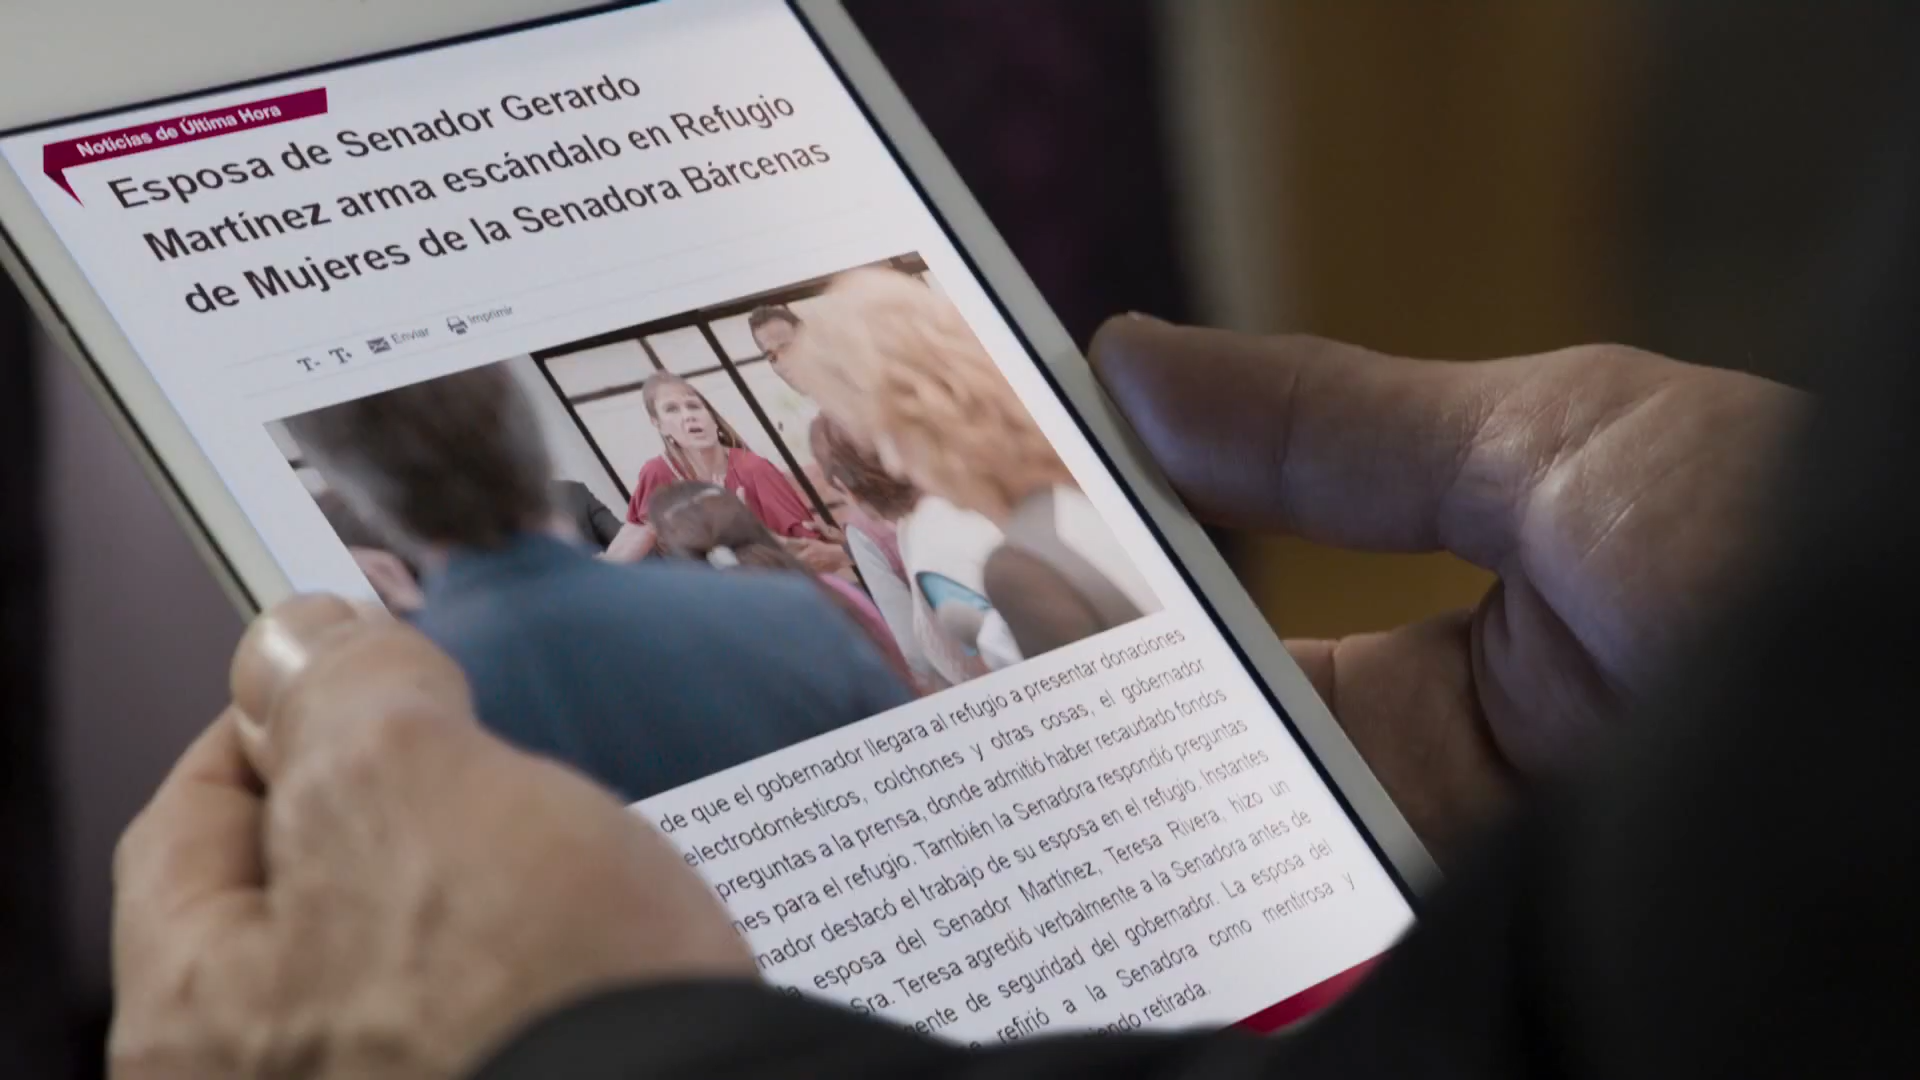 Noticias de Última Hora
Esposa de Senador Gerardo
Martínez arma escándalo en Refugio
de Mujeres de la Senadora Bárcenas
T- T+ Enviar Imprimir
de que el gobernador llegara al refugio a presentar donaciones
electrodomésticos, colchones y otras cosas, el gobernador
preguntas a la prensa, donde admitió haber recaudado fondos
nes para el refugio. También la Senadora respondió preguntas
nador destacó el trabajo de su esposa en el refugio. Instantes
esposa del Senador Martínez, Teresa Rivera, hizo un
Sra. Teresa agredió verbalmente a la Senadora antes de
ente de seguridad del gobernador. La esposa del
refirió a la Senadora como mentirosa y
endo retirada.